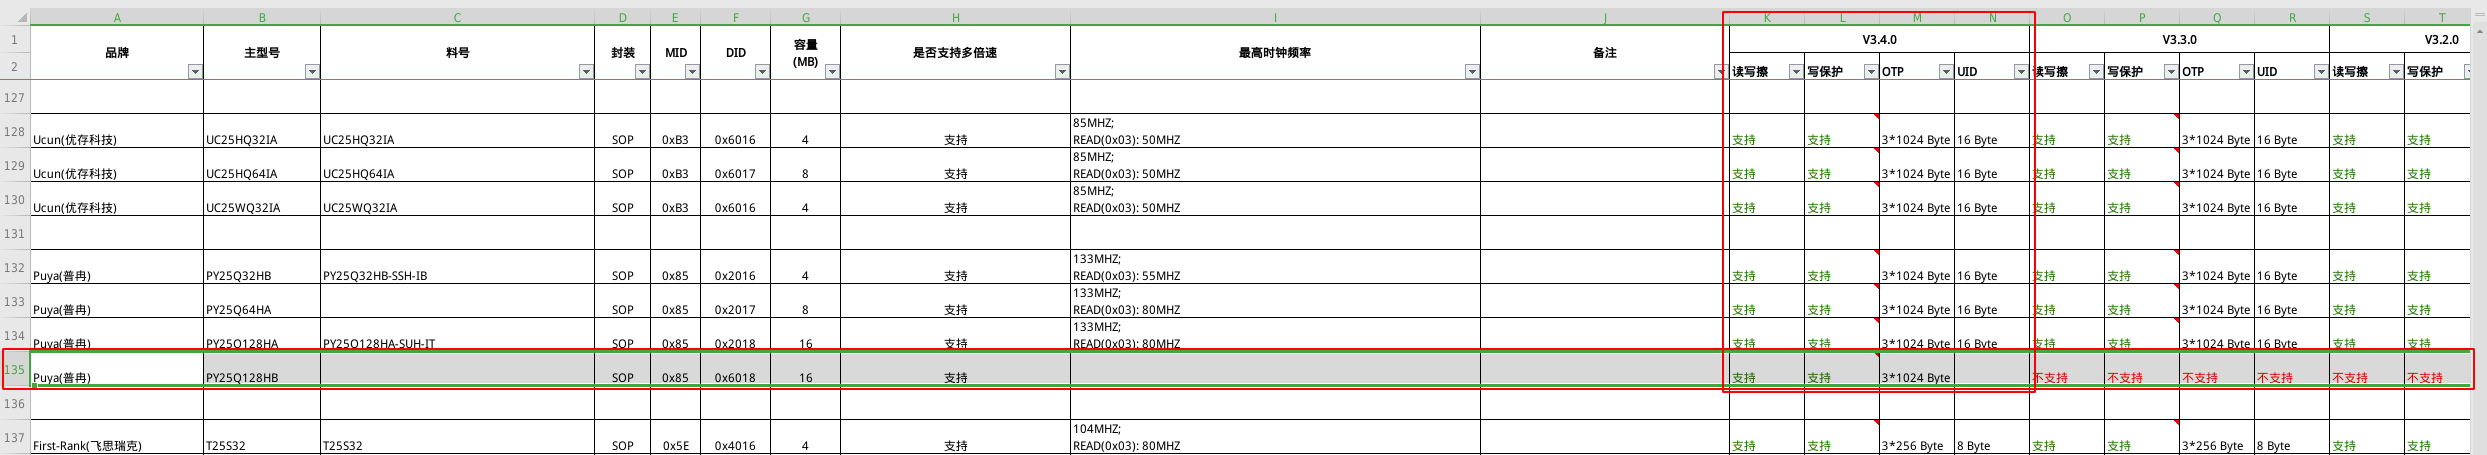 A B C D E F G H I J K L M N O P Q R S T
1 品牌 主型号 料号 封装 MID DID 容量 (MB) 是否支持多倍速 最高时钟频率 备注 V3.4.0 V3.3.0 V3.2.0
2 读写擦 写保护 OTP UID 读写擦 写保护 OTP UID 读写擦 写保护
127
85MHZ;
128 Ucun(优存科技) UC25HQ32IA UC25HQ32IA SOP 0xB3 0x6016 4 支持 READ(0x03): 50MHZ 支持 支持 3*1024 Byte 16 Byte 支持 支持 3*1024 Byte 16 Byte 支持 支持
85MHZ;
129 Ucun(优存科技) UC25HQ64IA UC25HQ64IA SOP 0xB3 0x6017 8 支持 READ(0x03): 50MHZ 支持 支持 3*1024 Byte 16 Byte 支持 支持 3*1024 Byte 16 Byte 支持 支持
85MHZ;
130 Ucun(优存科技) UC25WQ32IA UC25WQ32IA SOP 0xB3 0x6016 4 支持 READ(0x03): 50MHZ 支持 支持 3*1024 Byte 16 Byte 支持 支持 3*1024 Byte 16 Byte 支持 支持
131
133MHZ;
132 Puya(普冉) PY25Q32HB PY25Q32HB-SSH-IB SOP 0x85 0x2016 4 支持 READ(0x03): 55MHZ 支持 支持 3*1024 Byte 16 Byte 支持 支持 3*1024 Byte 16 Byte 支持 支持
133MHZ;
133 Puya(普冉) PY25Q64HA SOP 0x85 0x2017 8 支持 READ(0x03): 80MHZ 支持 支持 3*1024 Byte 16 Byte 支持 支持 3*1024 Byte 16 Byte 支持 支持
133MHZ;
134 Puya(普冉) PY25Q128HA PY25Q128HA-SUH-IT SOP 0x85 0x2018 16 支持 READ(0x03): 80MHZ 支持 支持 3*1024 Byte 16 Byte 支持 支持 3*1024 Byte 16 Byte 支持 支持
135 Puya(普冉) PY25Q128HB SOP 0x85 0x6018 16 支持 支持 支持 3*1024 Byte 不支持 不支持 不支持 不支持 不支持 不支持
136
104MHZ;
137 First-Rank(飞思瑞克) T25S32 T25S32 SOP 0x5E 0x4016 4 支持 READ(0x03): 80MHZ 支持 支持 3*256 Byte 8 Byte 支持 支持 3*256 Byte 8 Byte 支持 支持